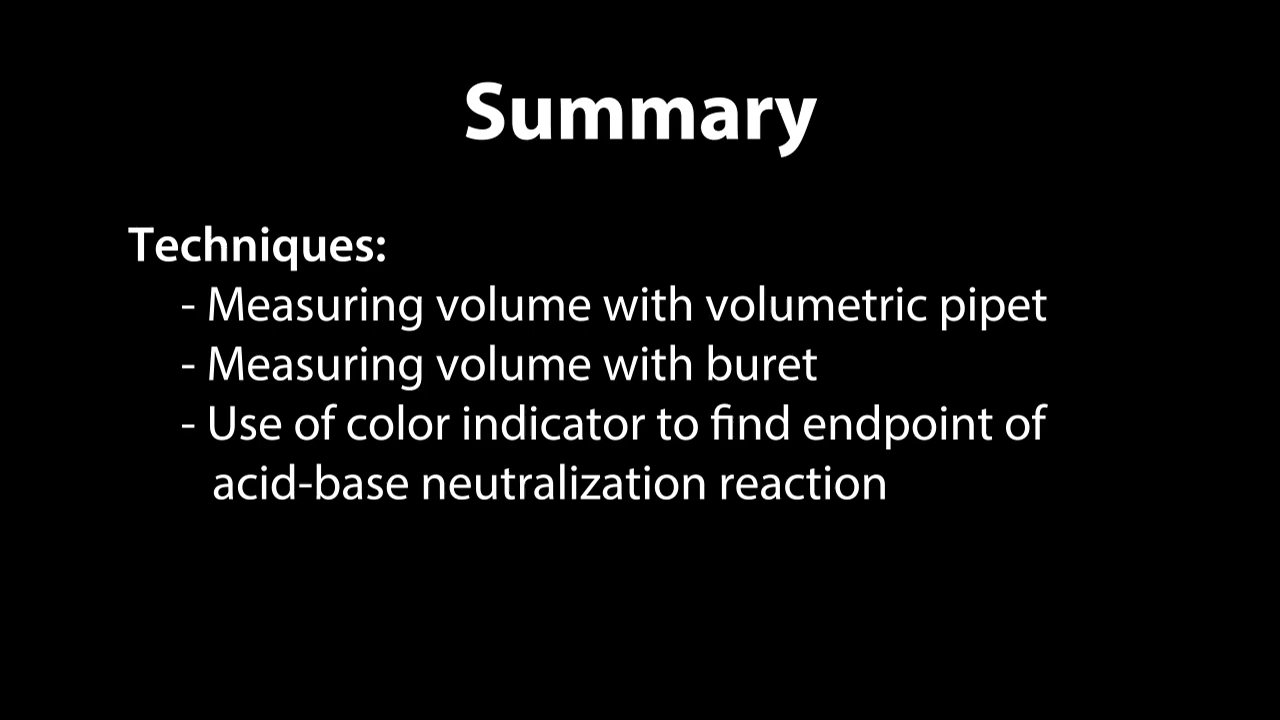 Summary
Techniques:
- Measuring volume with volumetric pipet
- Measuring volume with buret
- Use of color indicator to find endpoint of
acid-base neutralization reaction